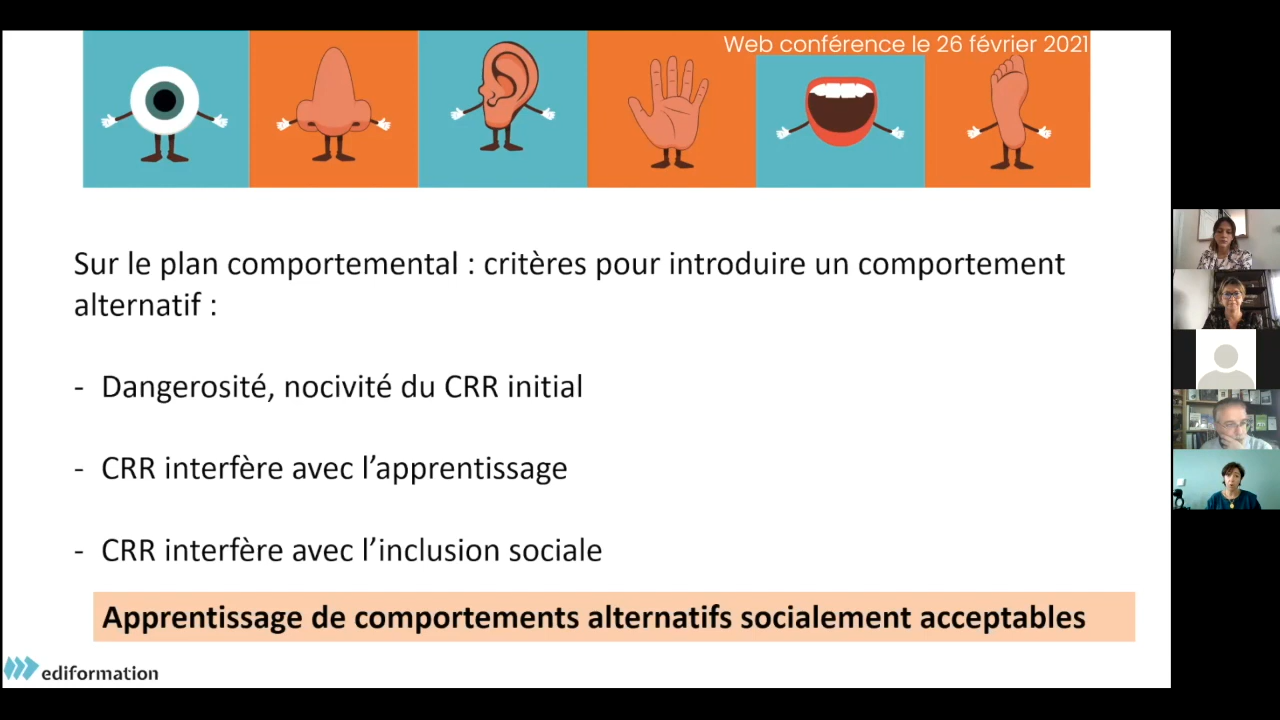 Web conférence le 26 février 2021
Sur le plan comportemental : critères pour introduire un comportement
alternatif :
- Dangerosité, nocivité du CRR initial
- CRR interfère avec l’apprentissage
- CRR interfère avec l’inclusion sociale
Apprentissage de comportements alternatifs socialement acceptables
ediformation